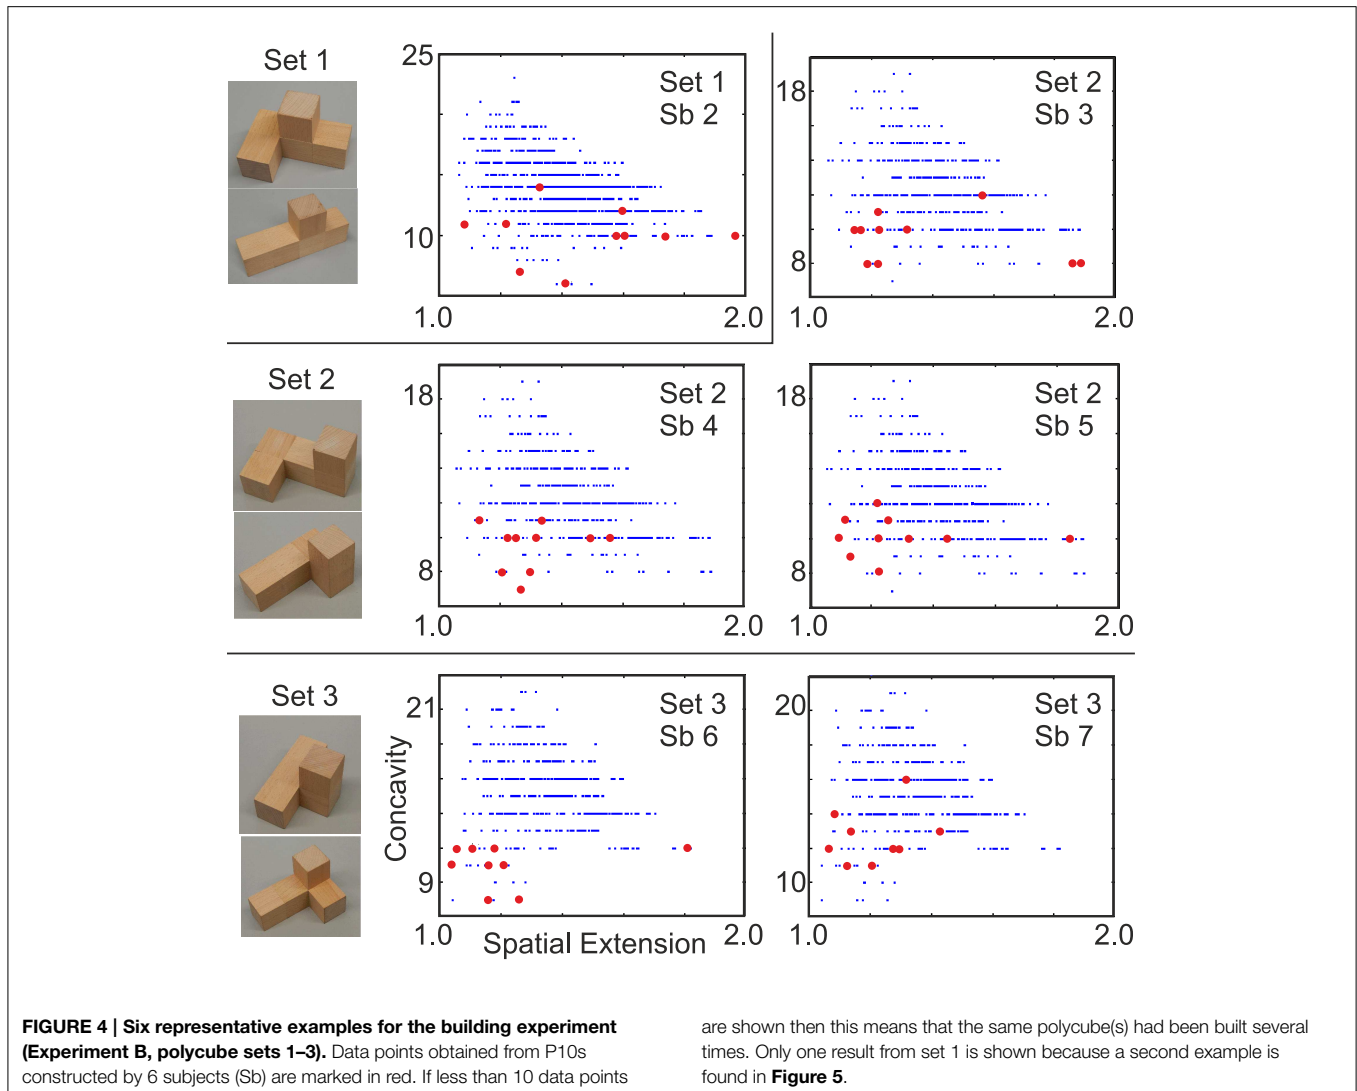 Set 1
25
10
1.0
2.0
Set 1
Sb 2
18
8
1.0
2.0
Set 2
Sb 3
Set 2
18
8
1.0
2.0
Set 2
Sb 4
18
8
1.0
2.0
Set 2
Sb 5
Set 3
21
9
Concavity
1.0
Spatial Extension
2.0
Set 3
Sb 6
20
10
1.0
2.0
Set 3
Sb 7
FIGURE 4 | Six representative examples for the building experiment
(Experiment B, polycube sets 1–3). Data points obtained from P10s
constructed by 6 subjects (Sb) are marked in red. If less than 10 data points
are shown then this means that the same polycube(s) had been built several
times. Only one result from set 1 is shown because a second example is
found in Figure 5.